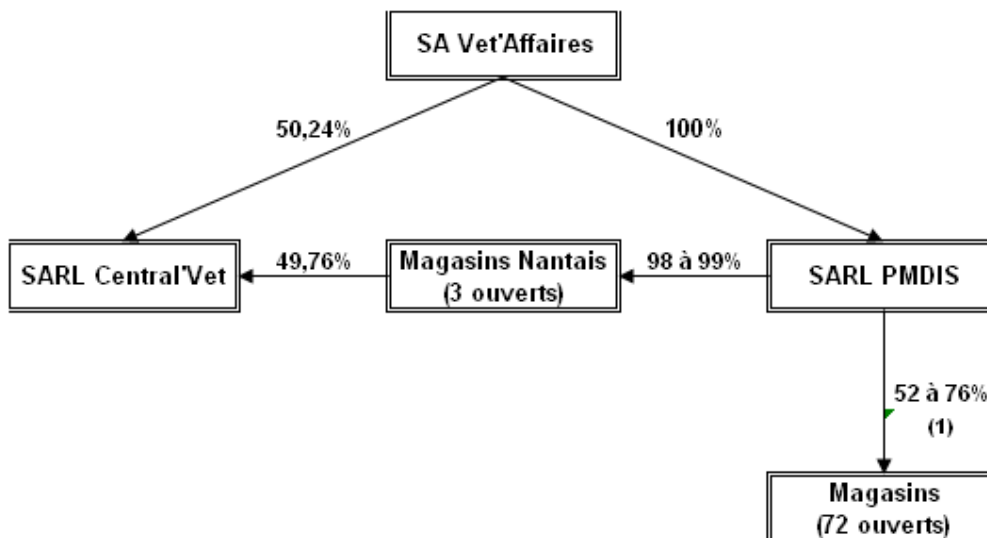 SA Vet'Affaires
50,24%
100%
SARL Central'Vet
49,76%
Magasins Nantais
(3 ouverts)
98 à 99%
SARL PMDIS
52 à 76%
(1)
Magasins
(72 ouverts)